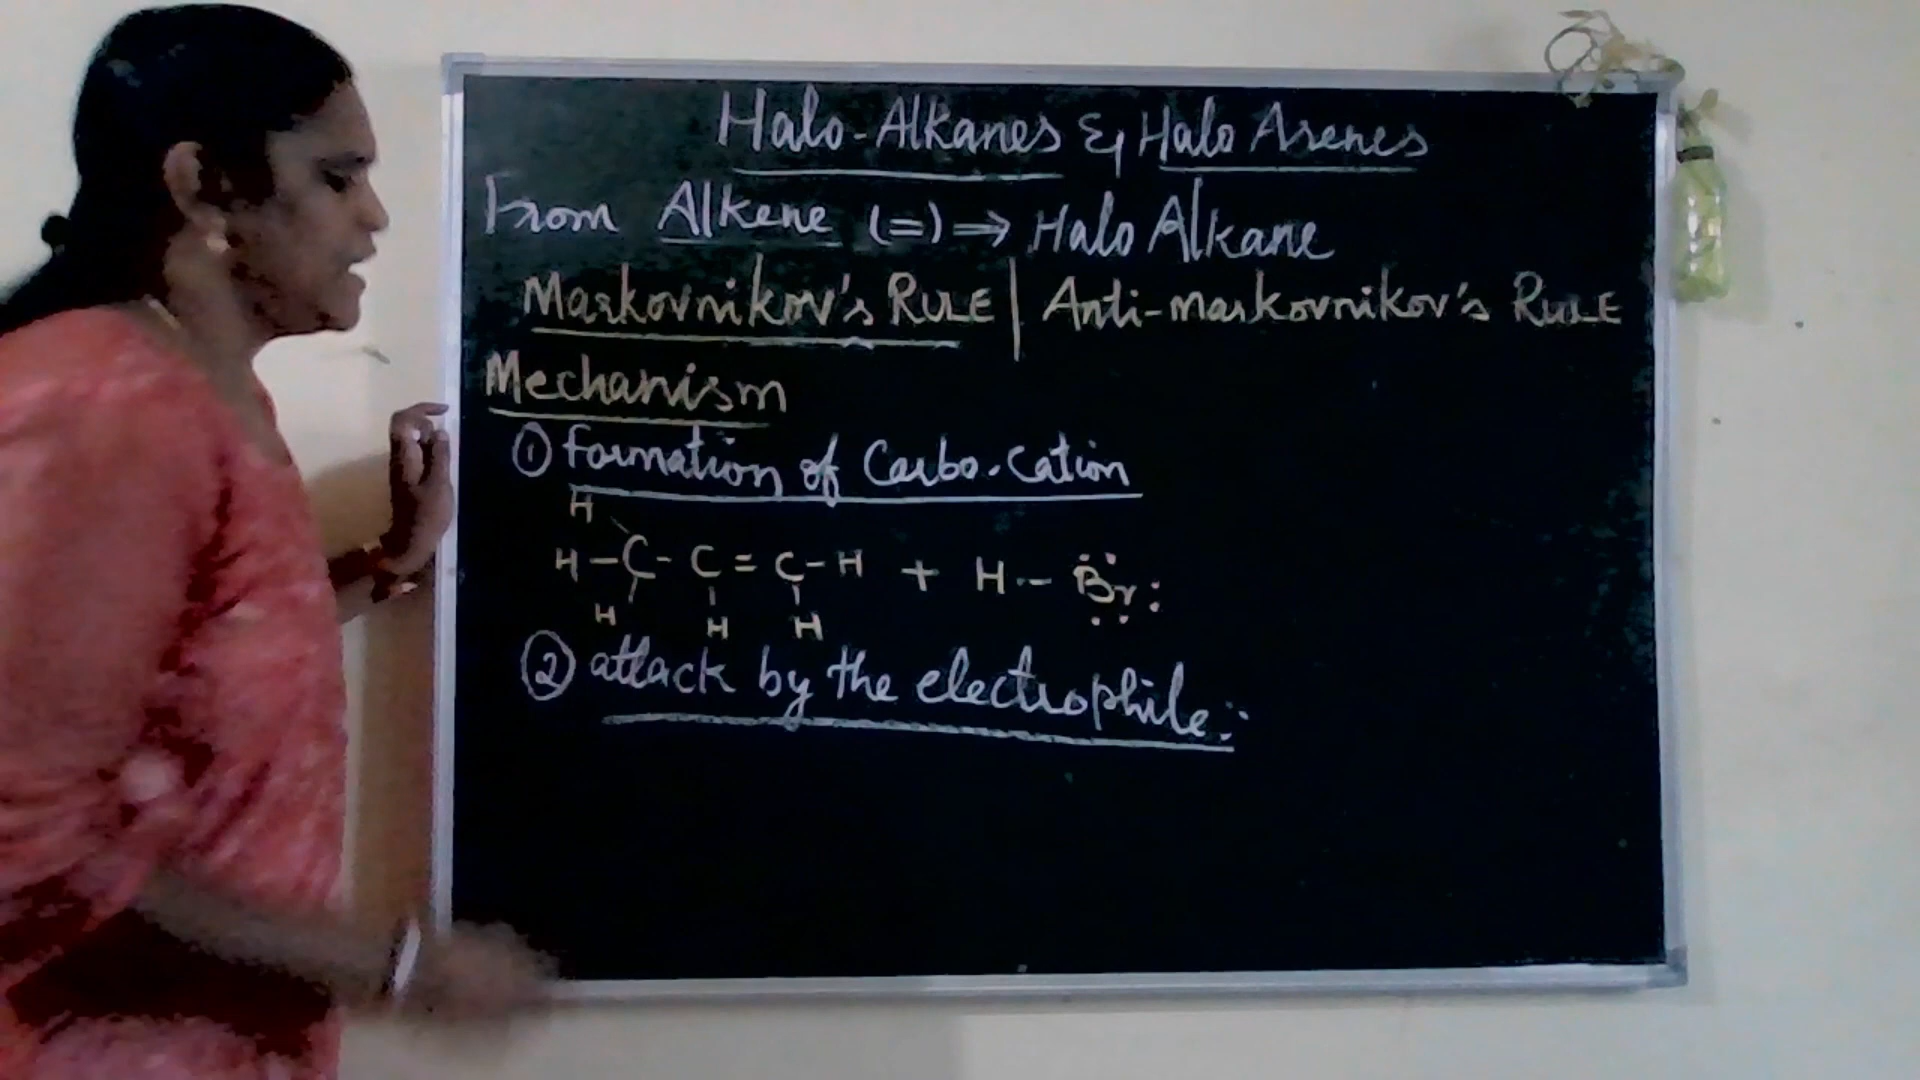 Halo-Alkanes & Halo Arenes
From Alkene (=) ⇒ Halo Alkane
Markovnikov's RULE | Anti-markovnikov's RULE
Mechanism
① formation of Carbo-Cation
H
H-C-C=C-H + H-Br
H H H
② attack by the electrophile: